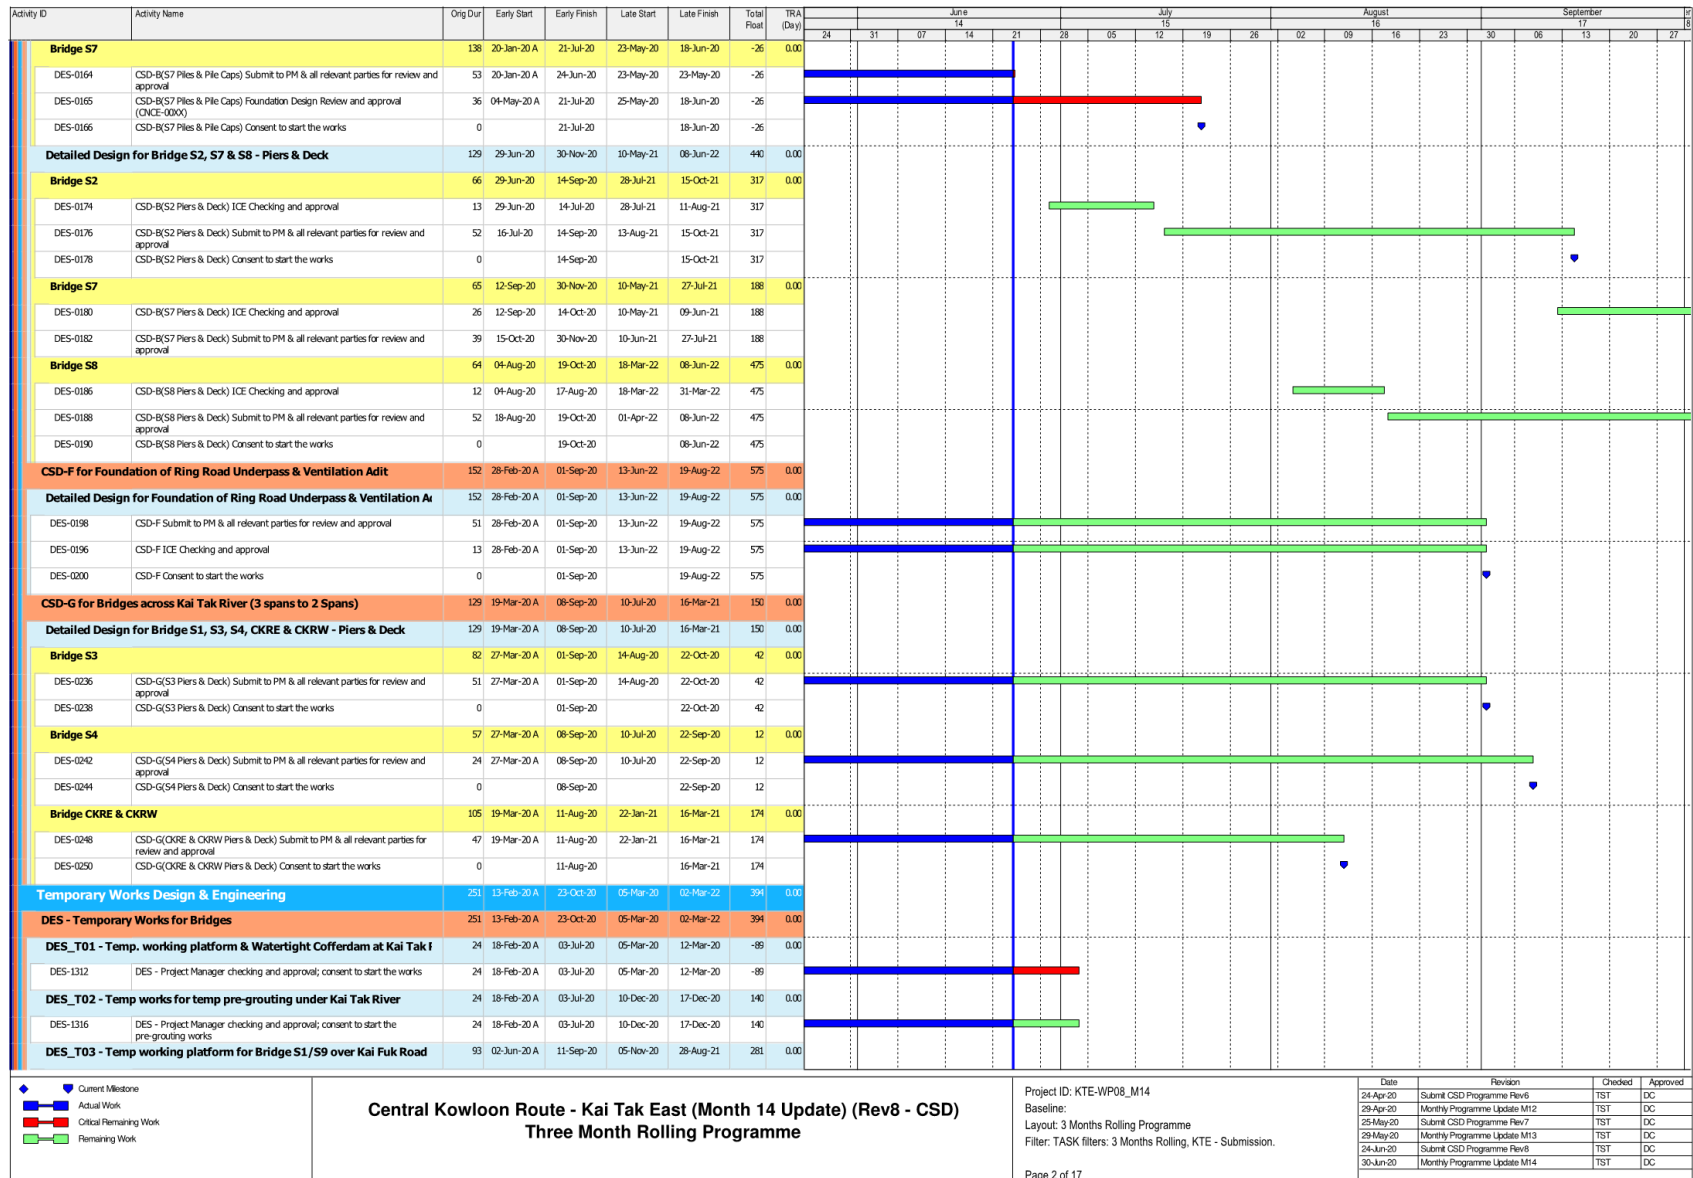 Activity ID Activity Name Orig Dur Early Start Early Finish Late Start Late Finish Total Float TRA (Day) June July August September
14 15 16 17 8
24 31 07 14 21 28 05 12 19 26 02 09 16 23 30 06 13 20 27
Bridge S7 138 20-Jan-20 A 21-Jul-20 23-May-20 18-Jun-20 -26 0.00
DES-0164 CSD-B(S7 Piles & Pile Caps) Submit to PM & all relevant parties for review and approval 53 20-Jan-20 A 24-Jun-20 23-May-20 23-May-20 -26
DES-0165 CSD-B(S7 Piles & Pile Caps) Foundation Design Review and approval (CNCE-00XX) 36 04-May-20 A 21-Jul-20 25-May-20 18-Jun-20 -26
DES-0166 CSD-B(S7 Piles & Pile Caps) Consent to start the works 0 21-Jul-20 18-Jun-20 -26
Detailed Design for Bridge S2, S7 & S8 - Piers & Deck 129 29-Jun-20 30-Nov-20 10-May-21 08-Jun-22 440 0.00
Bridge S2 66 29-Jun-20 14-Sep-20 28-Jul-21 15-Oct-21 317 0.00
DES-0174 CSD-B(S2 Piers & Deck) ICE Checking and approval 13 29-Jun-20 14-Jul-20 28-Jul-21 11-Aug-21 317
DES-0176 CSD-B(S2 Piers & Deck) Submit to PM & all relevant parties for review and approval 52 16-Jul-20 14-Sep-20 13-Aug-21 15-Oct-21 317
DES-0178 CSD-B(S2 Piers & Deck) Consent to start the works 0 14-Sep-20 15-Oct-21 317
Bridge S7 65 12-Sep-20 30-Nov-20 10-May-21 27-Jul-21 188 0.00
DES-0180 CSD-B(S7 Piers & Deck) ICE Checking and approval 26 12-Sep-20 14-Oct-20 10-May-21 09-Jun-21 188
DES-0182 CSD-B(S7 Piers & Deck) Submit to PM & all relevant parties for review and approval 39 15-Oct-20 30-Nov-20 10-Jun-21 27-Jul-21 188
Bridge S8 64 04-Aug-20 19-Oct-20 18-Mar-22 08-Jun-22 475 0.00
DES-0186 CSD-B(S8 Piers & Deck) ICE Checking and approval 12 04-Aug-20 17-Aug-20 18-Mar-22 31-Mar-22 475
DES-0188 CSD-B(S8 Piers & Deck) Submit to PM & all relevant parties for review and approval 52 18-Aug-20 19-Oct-20 01-Apr-22 08-Jun-22 475
DES-0190 CSD-B(S8 Piers & Deck) Consent to start the works 0 19-Oct-20 08-Jun-22 475
CSD-F for Foundation of Ring Road Underpass & Ventilation Adit 152 28-Feb-20 A 01-Sep-20 13-Jun-22 19-Aug-22 575 0.00
Detailed Design for Foundation of Ring Road Underpass & Ventilation 152 28-Feb-20 A 01-Sep-20 13-Jun-22 19-Aug-22 575 0.00
DES-0198 CSD-F Submit to PM & all relevant parties for review and approval 51 28-Feb-20 A 01-Sep-20 13-Jun-22 19-Aug-22 575
DES-0196 CSD-F ICE Checking and approval 13 28-Feb-20 A 01-Sep-20 13-Jun-22 19-Aug-22 575
DES-0200 CSD-F Consent to start the works 0 01-Sep-20 19-Aug-22 575
CSD-G for Bridges across Kai Tak River (3 spans to 2 Spans) 129 19-Mar-20 A 08-Sep-20 10-Jul-20 16-Mar-21 150 0.00
Detailed Design for Bridge S1, S3, S4, CKRE & CKRW - Piers & Deck 129 19-Mar-20 A 08-Sep-20 10-Jul-20 16-Mar-21 150 0.00
Bridge S3 82 27-Mar-20 A 01-Sep-20 14-Aug-20 22-Oct-20 42 0.00
DES-0236 CSD-G(S3 Piers & Deck) Submit to PM & all relevant parties for review and approval 51 27-Mar-20 A 01-Sep-20 14-Aug-20 22-Oct-20 42
DES-0238 CSD-G(S3 Piers & Deck) Consent to start the works 0 01-Sep-20 22-Oct-20 42
Bridge S4 57 27-Mar-20 A 08-Sep-20 10-Jul-20 22-Sep-20 12 0.00
DES-0242 CSD-G(S4 Piers & Deck) Submit to PM & all relevant parties for review and approval 24 27-Mar-20 A 08-Sep-20 10-Jul-20 22-Sep-20 12
DES-0244 CSD-G(S4 Piers & Deck) Consent to start the works 0 08-Sep-20 22-Sep-20 12
Bridge CKRE & CKRW 105 19-Mar-20 A 11-Aug-20 22-Jan-21 16-Mar-21 174 0.00
DES-0248 CSD-G(CKRE & CKRW Piers & Deck) Submit to PM & all relevant parties for review and approval 47 19-Mar-20 A 11-Aug-20 22-Jan-21 16-Mar-21 174
DES-0250 CSD-G(CKRE & CKRW Piers & Deck) Consent to start the works 0 11-Aug-20 16-Mar-21 174
Temporary Works Design & Engineering 251 13-Feb-20 A 23-Oct-20 05-Mar-20 02-Mar-22 394 0.00
DES - Temporary Works for Bridges 251 13-Feb-20 A 23-Oct-20 05-Mar-20 02-Mar-22 394 0.00
DES_T01 - Temp. working platform & Watertight Cofferdam at Kai Tak 24 18-Feb-20 A 03-Jul-20 05-Mar-20 12-Mar-20 -89 0.00
DES-1312 DES - Project Manager checking and approval; consent to start the works 24 18-Feb-20 A 03-Jul-20 05-Mar-20 12-Mar-20 -89
DES_T02 - Temp works for temp pre-grouting under Kai Tak River 24 18-Feb-20 A 03-Jul-20 10-Dec-20 17-Dec-20 140 0.00
DES-1316 DES - Project Manager checking and approval; consent to start the pre-grouting works 24 18-Feb-20 A 03-Jul-20 10-Dec-20 17-Dec-20 140
DES_T03 - Temp working platform for Bridge S1/S9 over Kai Fuk Road 93 02-Jun-20 A 11-Sep-20 05-Nov-20 28-Aug-21 281 0.00
Current Milestone
Actual Work
Critical Remaining Work
Remaining Work
Central Kowloon Route - Kai Tak East (Month 14 Update) (Rev8 - CSD)
Three Month Rolling Programme
Project ID: KTE-WP08_M14
Baseline:
Layout: 3 Months Rolling Programme
Filter: TASK filters: 3 Months Rolling, KTE - Submission.
Page 2 of 17
Date Revision Checked Approved
24-Apr-20 Submit CSD Programme Rev6 TST DC
29-Apr-20 Monthly Programme Update M12 TST DC
25-May-20 Submit CSD Programme Rev7 TST DC
29-May-20 Monthly Programme Update M13 TST DC
24-Jun-20 Submit CSD Programme Rev8 TST DC
30-Jun-20 Monthly Programme Update M14 TST DC